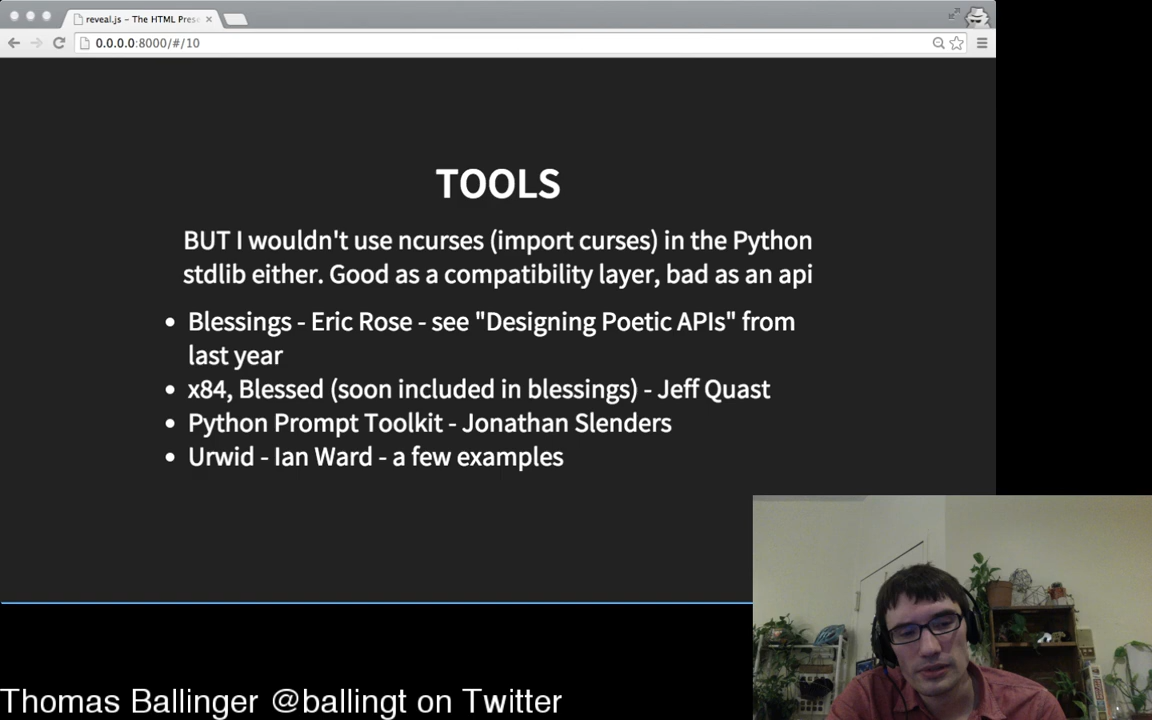 reveal.js – The HTML Prese
0.0.0.0:8000/#/10
TOOLS
BUT I wouldn't use ncurses (import curses) in the Python
stdlib either. Good as a compatibility layer, bad as an api
• Blessings - Eric Rose - see "Designing Poetic APIs" from
last year
• x84, Blessed (soon included in blessings) - Jeff Quast
• Python Prompt Toolkit - Jonathan Slenders
• Urwid - Ian Ward - a few examples
Thomas Ballinger @ballingt on Twitter